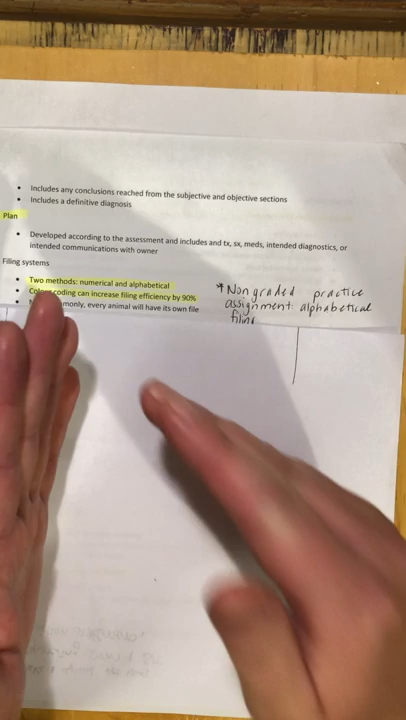 Includes any conclusions reached from the subjective and objective sections
Includes a definitive diagnosis
Plan
Developed according to the assessment and includes and tx, sx, meds, intended diagnostics, or
intended communications with owner
Filing systems
Two methods: numerical and alphabetical
coding can increase filing efficiency by 90%
every animal will have its own file
*Non graded practice
assignment: alphabetical
filing